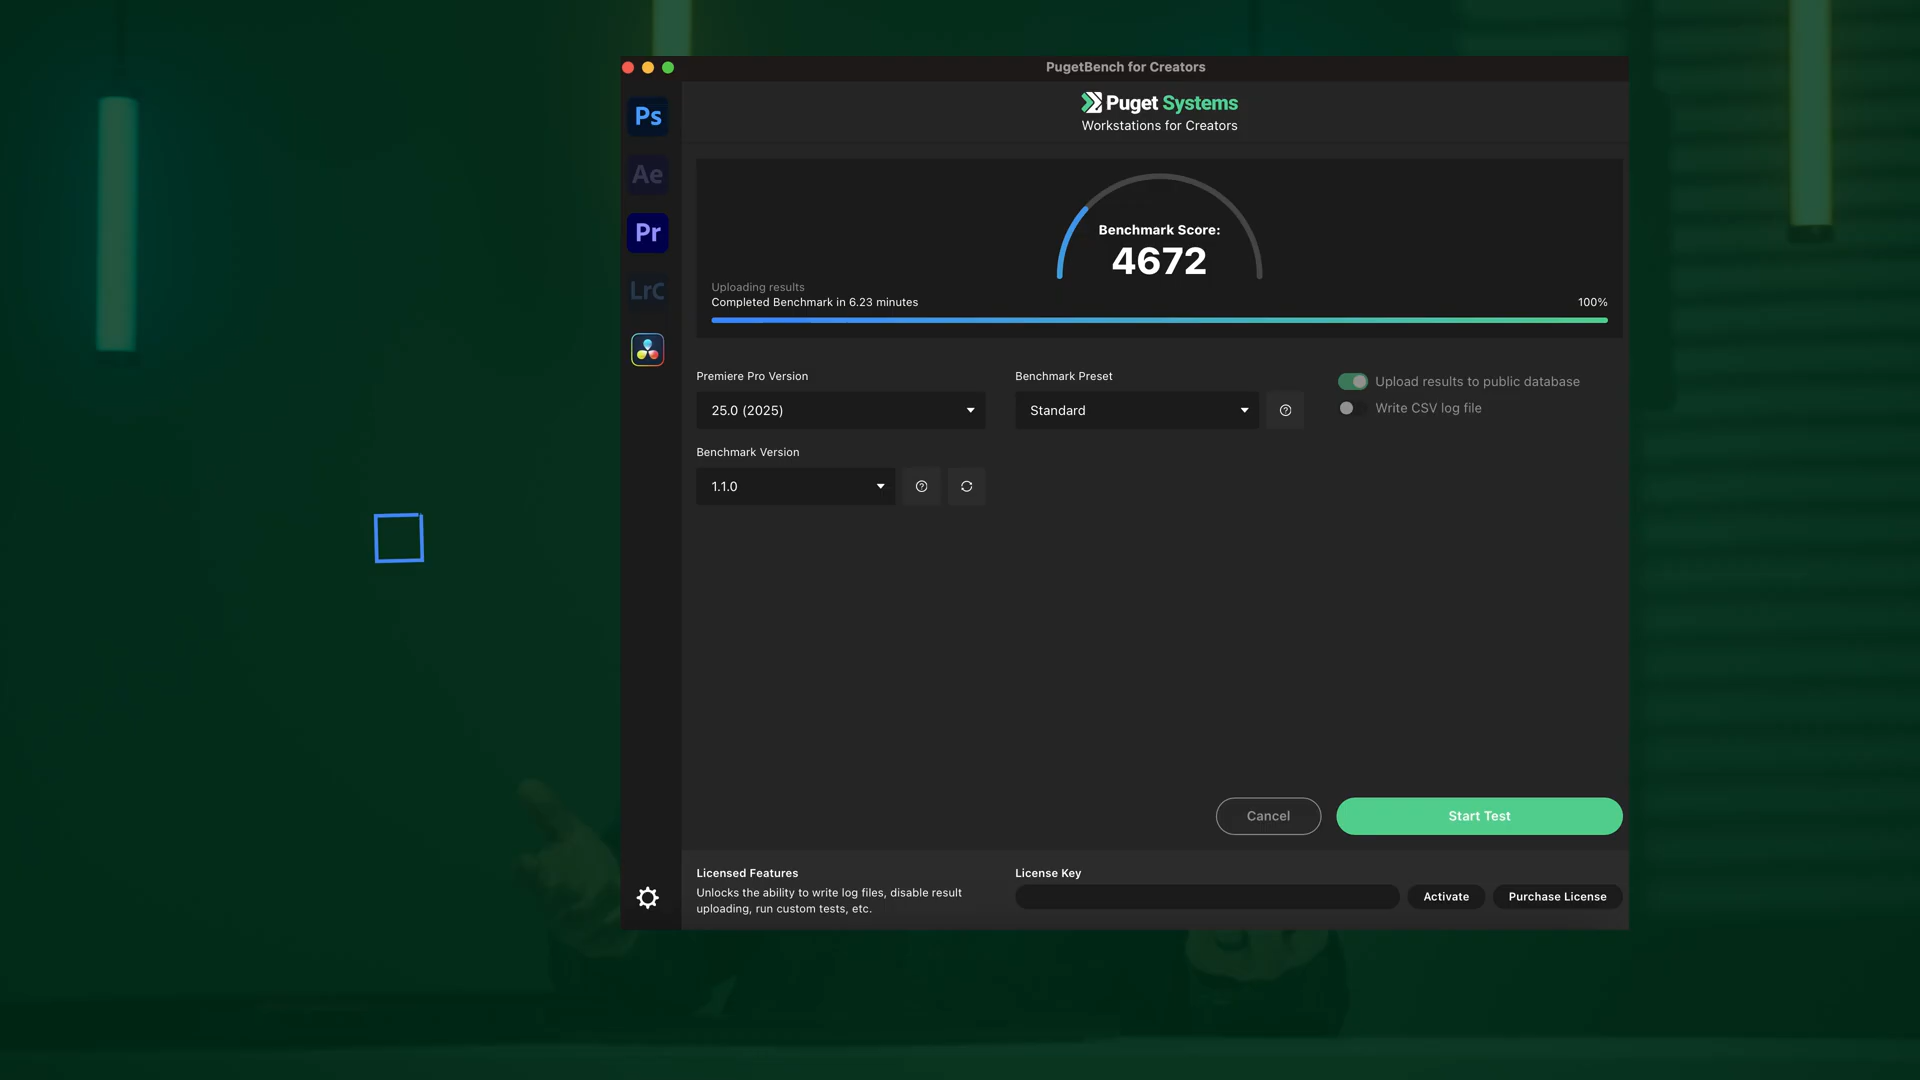 PugetBench for Creators
Puget Systems
Workstations for Creators
Ps
Ae
Pr
LrC
Benchmark Score:
4672
Uploading results
Completed Benchmark in 6.23 minutes
100%
Premiere Pro Version
25.0 (2025)
Benchmark Preset
Standard
Upload results to public database
Write CSV log file
Benchmark Version
1.1.0
Cancel
Start Test
Licensed Features
Unlocks the ability to write log files, disable result
uploading, run custom tests, etc.
License Key
Activate
Purchase License